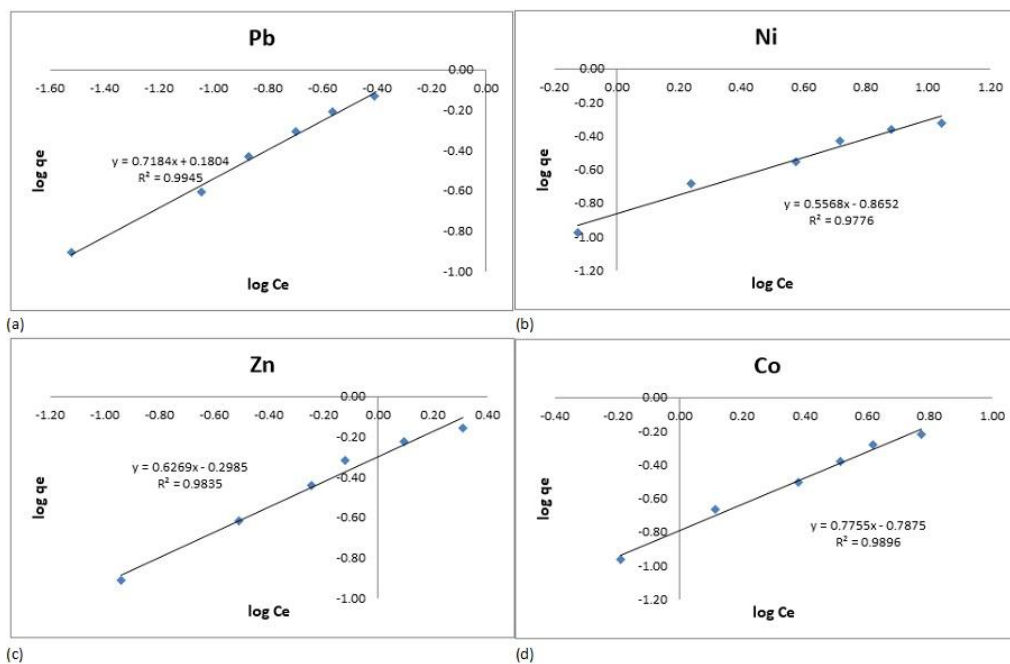 Pb
0.00
-1.60 -1.40 -1.20 -1.00 -0.80 -0.60 -0.40 -0.20 0.00
-0.20
-0.40
-0.60
-0.80
-1.00
y = 0.7184x + 0.1804
R² = 0.9945
log qe
log Ce
(a)
Ni
0.00
-0.20 0.00 0.20 0.40 0.60 0.80 1.00 1.20
-0.20
-0.40
-0.60
-0.80
-1.00
-1.20
y = 0.5568x - 0.8652
R² = 0.9776
log qe
log Ce
(b)
Zn
0.00
-1.20 -1.00 -0.80 -0.60 -0.40 -0.20 0.00 0.20 0.40
-0.20
-0.40
-0.60
-0.80
-1.00
y = 0.6269x - 0.2985
R² = 0.9835
log qe
log Ce
(c)
Co
0.00
-0.40 -0.20 0.00 0.20 0.40 0.60 0.80 1.00
-0.20
-0.40
-0.60
-0.80
-1.00
-1.20
y = 0.7755x - 0.7875
R² = 0.9896
log qe
log Ce
(d)